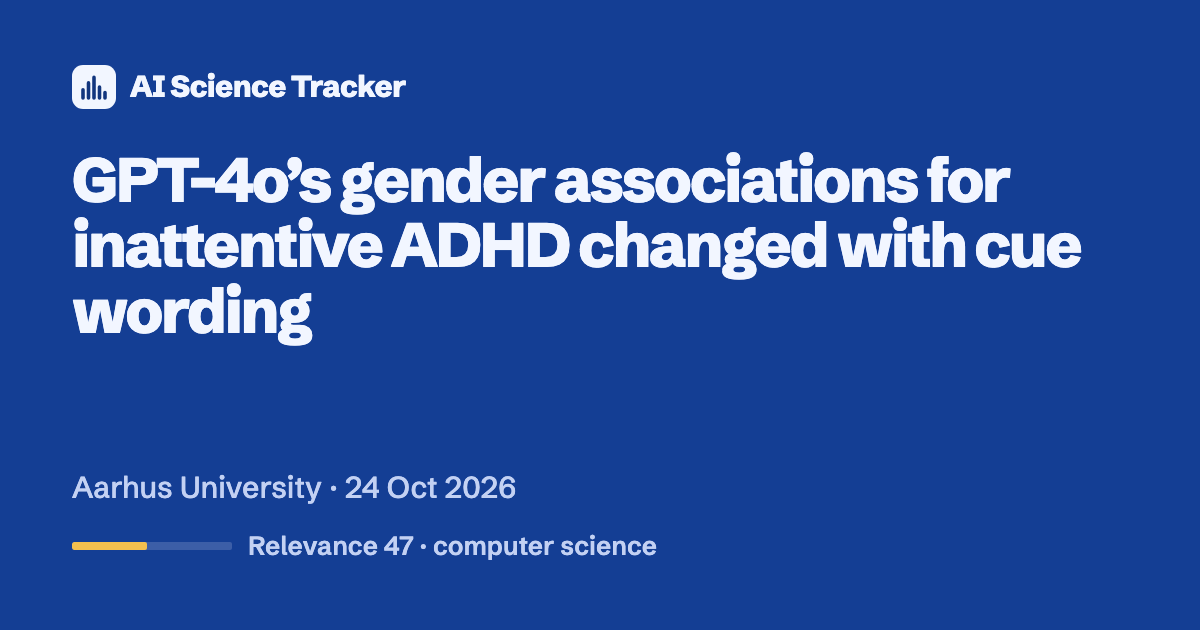 AI Science Tracker
GPT-4o’s gender associations for
inattentive ADHD changed with cue
wording
Aarhus University · 24 Oct 2026
Relevance 47 · computer science